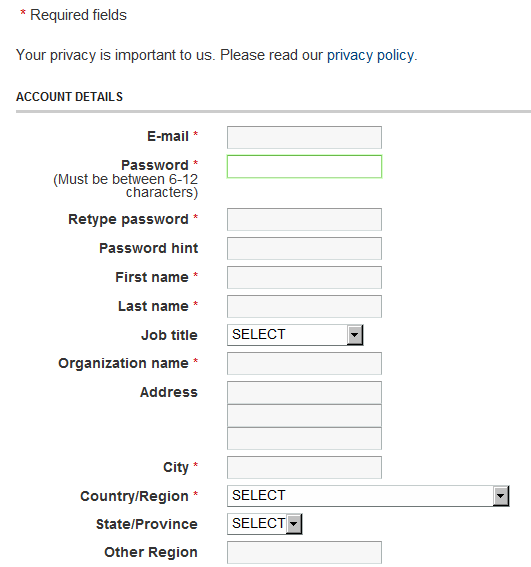 * Required fields
Your privacy is important to us. Please read our privacy policy.
ACCOUNT DETAILS
E-mail *
Password *
(Must be between 6-12
characters)
Retype password *
Password hint
First name *
Last name *
Job title SELECT
Organization name *
Address
City *
Country/Region * SELECT
State/Province SELECT
Other Region